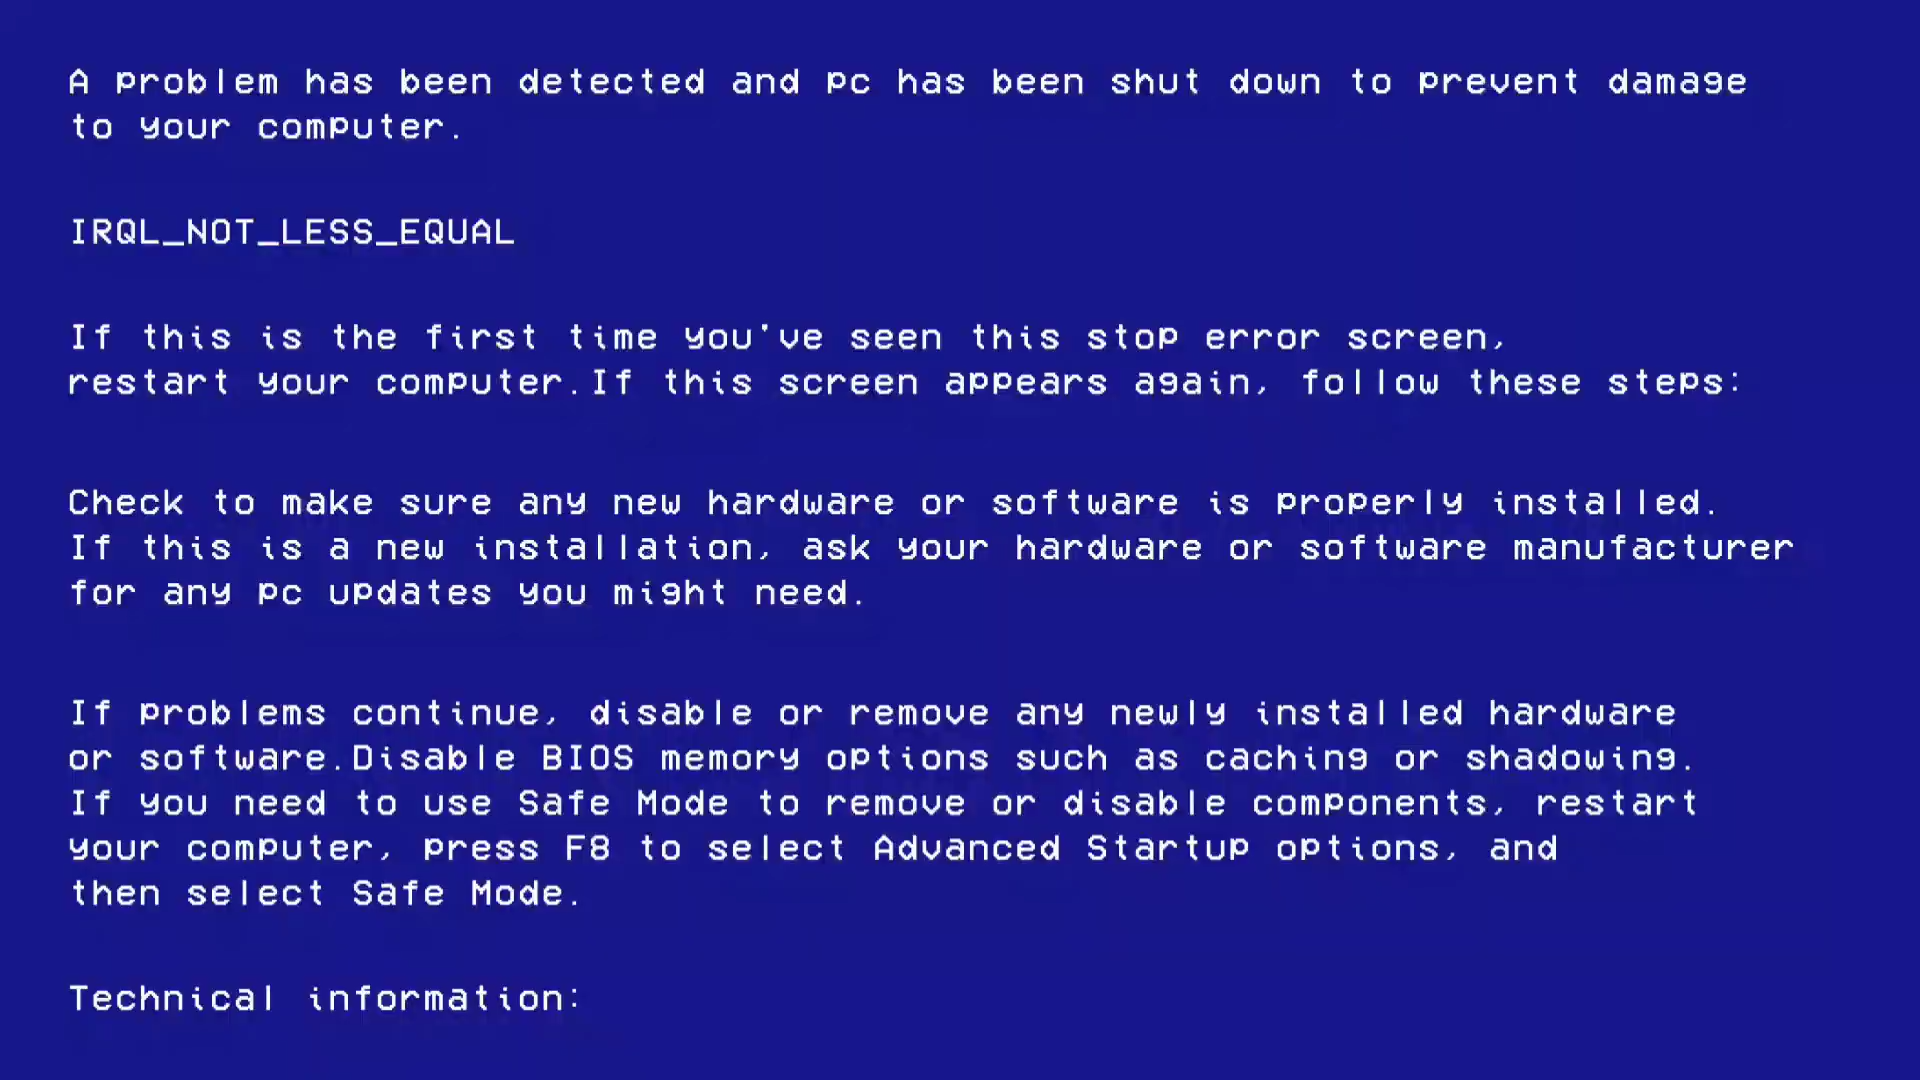 A problem has been detected and pc has been shut down to prevent damage
to your computer.
IRQL_NOT_LESS_EQUAL
If this is the first time you've seen this stop error screen,
restart your computer.If this screen appears again, follow these steps:
Check to make sure any new hardware or software is properly installed.
If this is a new installation, ask your hardware or software manufacturer
for any pc updates you might need.
If problems continue, disable or remove any newly installed hardware
or software.Disable BIOS memory options such as caching or shadowing.
If you need to use Safe Mode to remove or disable components, restart
your computer, press F8 to select Advanced Startup options, and
then select Safe Mode.
Technical information: